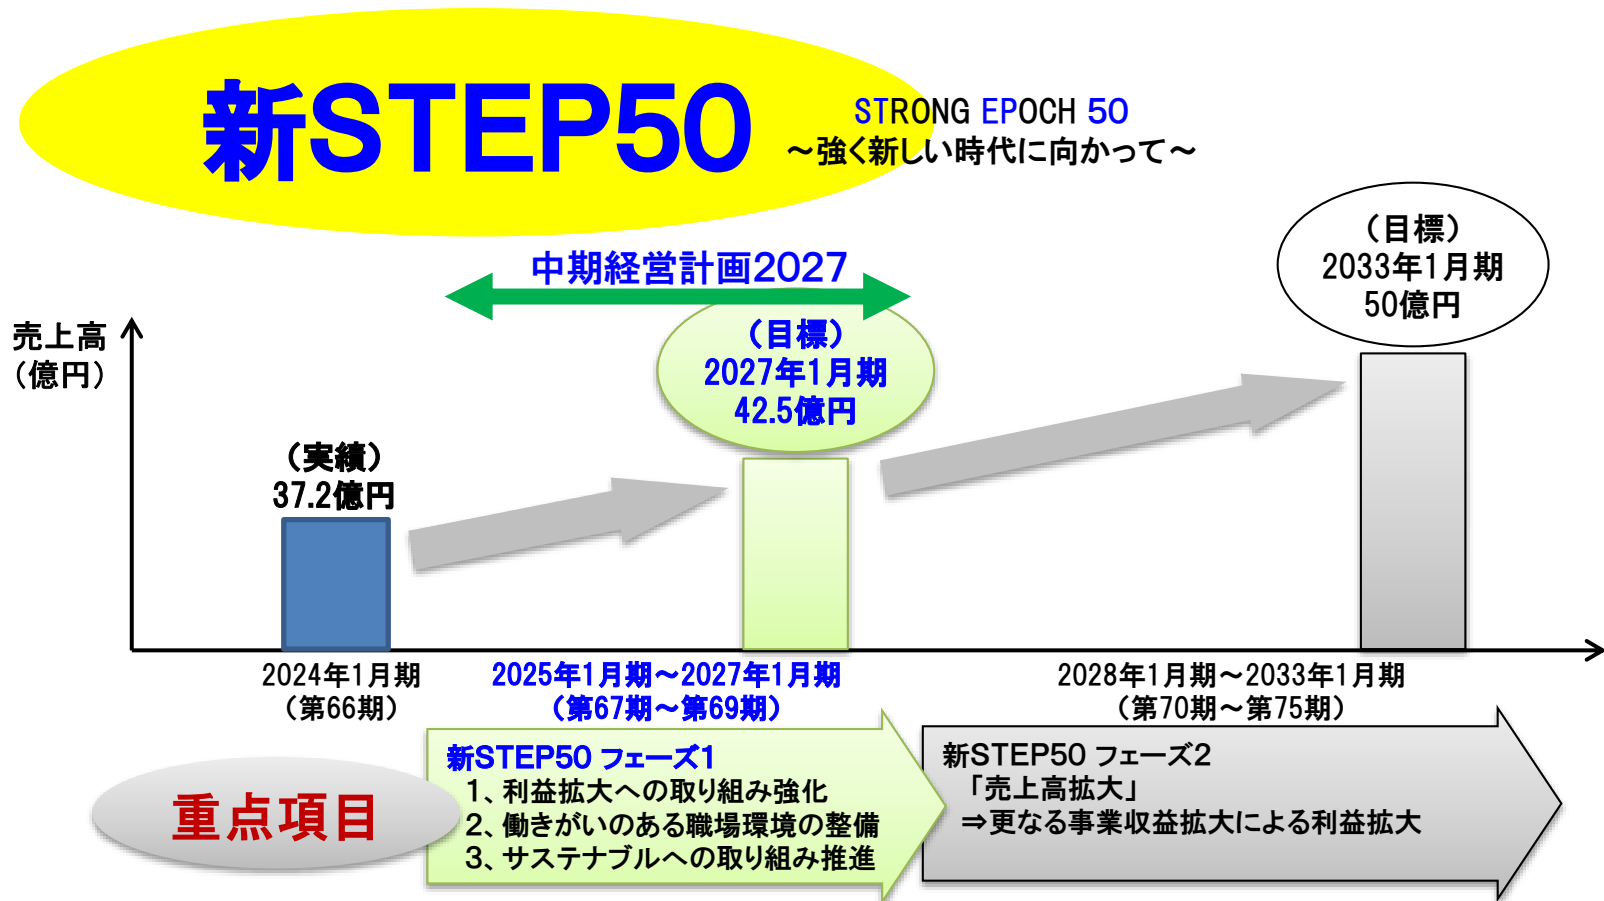 新STEP50
STRONG EPOCH 50
～強く新しい時代に向かって～
中期経営計画2027
売上高
（億円）
（実績）
37.2億円
（目標）
2027年1月期
42.5億円
（目標）
2033年1月期
50億円
2024年1月期
（第66期）
2025年1月期～2027年1月期
（第67期～第69期）
2028年1月期～2033年1月期
（第70期～第75期）
重点項目
新STEP50 フェーズ1
1、利益拡大への取り組み強化
2、働きがいのある職場環境の整備
3、サステナブルへの取り組み推進
新STEP50 フェーズ2
「売上高拡大」
⇒更なる事業収益拡大による利益拡大